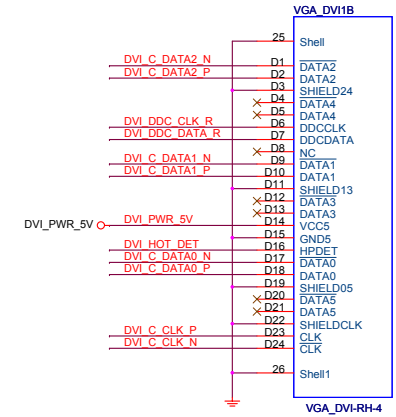 VGA_DVI1B
25 Shell
DVI_C_DATA2_N D1 DATA2
DVI_C_DATA2_P D2 DATA2
D3 SHIELD24
D4 DATA4
D5 DATA4
DVI_DDC_CLK_R D6 DDCCLK
DVI_DDC_DATA_R D7 DDCDATA
D8 NC
DVI_C_DATA1_N D9 DATA1
DVI_C_DATA1_P D10 DATA1
D11 SHIELD13
D12 DATA3
D13 DATA3
DVI_PWR_5V DVI_PWR_5V D14 VCC5
D15 GND5
DVI_HOT_DET D16 HPDET
DVI_C_DATA0_N D17 DATA0
DVI_C_DATA0_P D18 DATA0
D19 SHIELD05
D20 DATA5
D21 DATA5
D22 SHIELDCLK
DVI_C_CLK_P D23 CLK
DVI_C_CLK_N D24 CLK
26 Shell1
VGA_DVI-RH-4